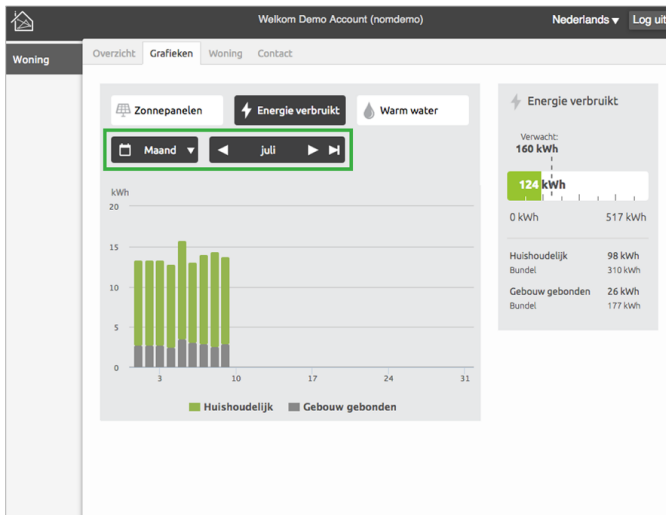 Welkom Demo Account (nomdemo)
Nederlands
Log uit
Woning
Overzicht Grafieken Woning Contact
Zonnepanelen Energie verbruikt Warm water
Maand juli
kWh
20
15
10
5
0
3 10 17 24 31
Huishoudelijk Gebouw gebonden
Energie verbruikt
Verwacht:
160 kWh
124 kWh
0 kWh 517 kWh
Huishoudelijk 98 kWh
Bundel 310 kWh
Gebouw gebonden 26 kWh
Bundel 177 kWh